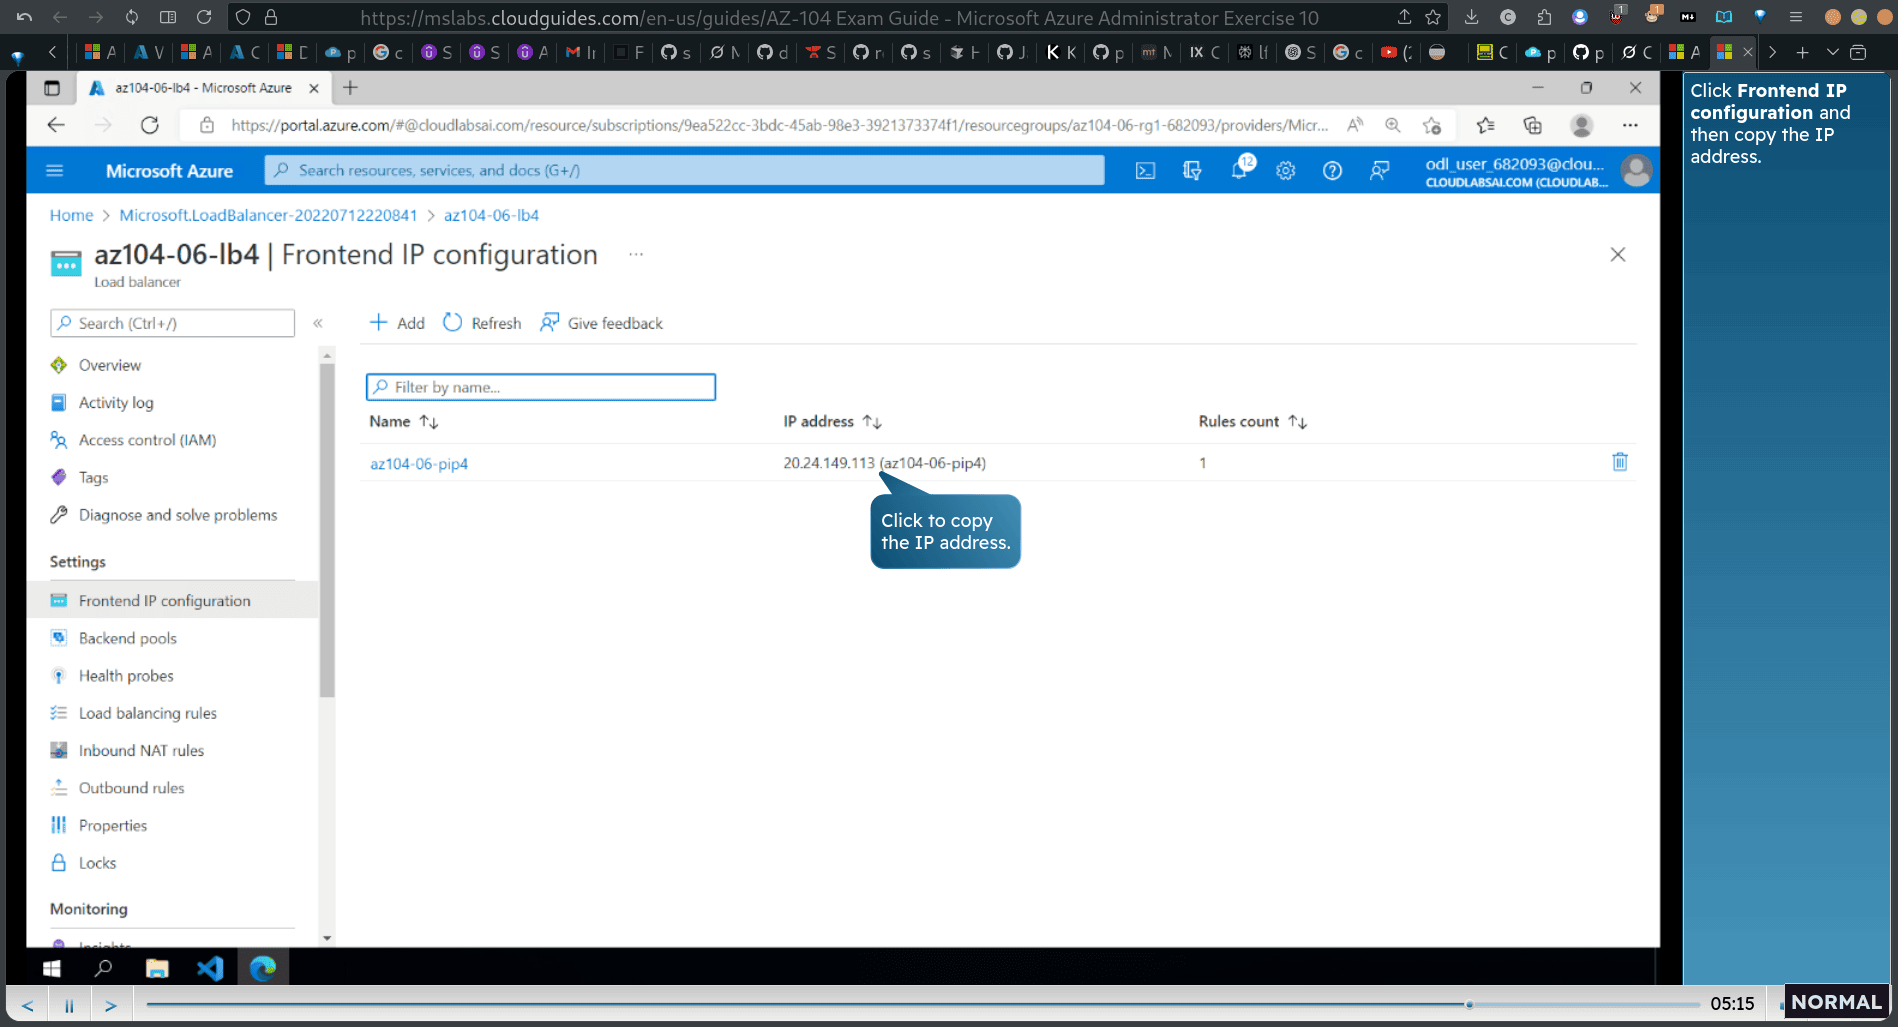 https://mslabs.cloudguides.com/en-us/guides/AZ-104 Exam Guide - Microsoft Azure Administrator Exercise 10
az104-06-lb4 - Microsoft Azure
https://portal.azure.com/#@cloudlabsai.com/resource/subscriptions/9ea522cc-3bdc-45ab-98e3-3921373374f1/resourcegroups/az104-06-rg1-682093/providers/Micr...
Microsoft Azure
Search resources, services, and docs (G+/)
12
odl_user_682093@clou...
CLOUDLABSAI.COM (CLOUDLAB...
Home > Microsoft.LoadBalancer-20220712220841 > az104-06-lb4
az104-06-lb4 | Frontend IP configuration ...
Load balancer
Search (Ctrl+/)
Add
Refresh
Give feedback
Overview
Activity log
Access control (IAM)
Tags
Diagnose and solve problems
Settings
Frontend IP configuration
Backend pools
Health probes
Load balancing rules
Inbound NAT rules
Outbound rules
Properties
Locks
Monitoring
Insights
Filter by name...
Name
IP address
Rules count
az104-06-pip4
20.24.149.113 (az104-06-pip4)
1
Click to copy
the IP address.
Click Frontend IP
configuration and
then copy the IP
address.
05:15
NORMAL